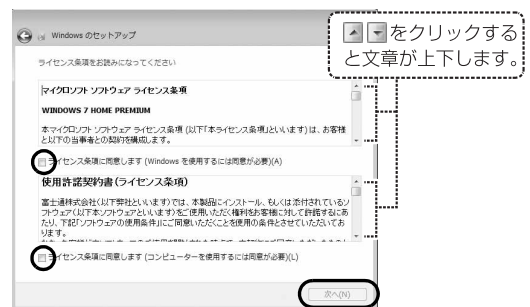 Windows のセットアップ
▲▼をクリックする
と文章が上下します。
ライセンス条項をお読みになってください
マイクロソフト ソフトウェア ライセンス条項
WINDOWS 7 HOME PREMIUM
本マイクロソフト ソフトウェア ライセンス条項 (以下「本ライセンス条項」といいます) は、お客様
と以下の当事者との契約を構成します。
ライセンス条項に同意します (Windows を使用するには同意が必要)(A)
使用許諾契約書(ライセンス条項)
富士通株式会社(以下弊社といいます)では、本製品にインストール、もしくは添付されているソ
フトウェア(以下本ソフトウェアといいます)をご使用いただく権利をお客様に対して許諾するにあ
たり、下記「ソフトウェアの使用条件」にご同意いただくことを使用の条件とさせていただいてお
ります。
ライセンス条項に同意します (コンピューターを使用するには同意が必要)(L)
次へ(N)